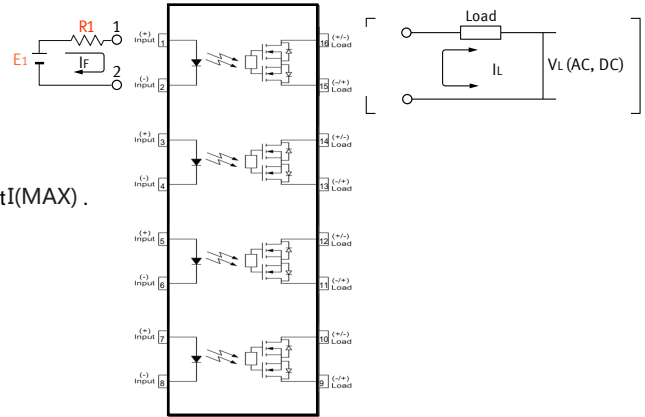 R1
1
E1
IF
2
(+)
Input
1
(-)
Input
2
(+)
Input
3
(-)
Input
4
(+)
Input
5
(-)
Input
6
(+)
Input
7
(-)
Input
8
16
(+/-)
Load
15
(-/+)
Load
14
(+/-)
Load
13
(-/+)
Load
12
(+/-)
Load
11
(-/+)
Load
10
(+/-)
Load
9
(-/+)
Load
Load
IL
VL (AC, DC)
tI(MAX) .